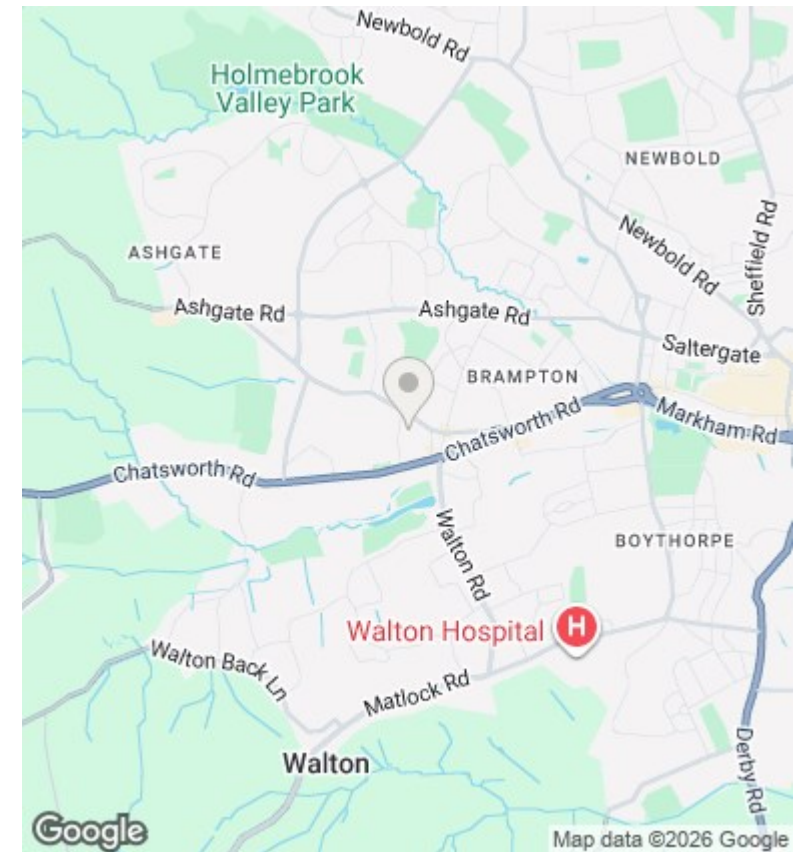 Newbold Rd
Holmebrook
Valley Park
NEWBOLD
Sheffield Rd
Newbold Rd
ASHGATE
Ashgate Rd
Ashgate Rd
Saltergate
BRAMPTON
Markham Rd
Chatsworth Rd
Chatsworth Rd
Walton Rd
BOYTHORPE
Walton Hospital
H
Walton Back Ln
Matlock Rd
Walton
Derby Rd
Google
Map data ©2026 Google